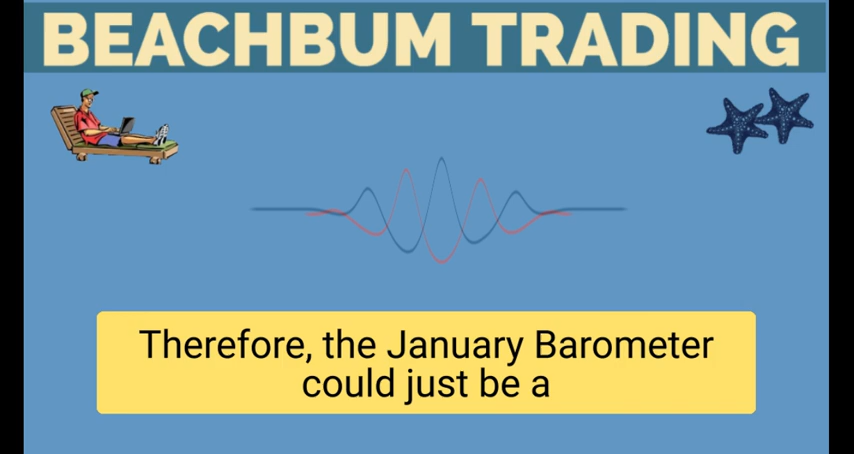 BEACHBUM TRADING
Therefore, the January Barometer
could just be a